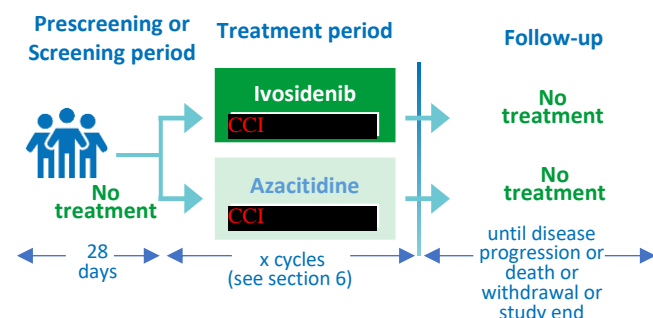 Prescreening or
Screening period
Treatment period
Follow-up
Ivosidenib
CCI
No
treatment
Azacitidine
CCI
No
treatment
No
treatment
28
days
x cycles
(see section 6)
until disease
progression or
death or
withdrawal or
study end